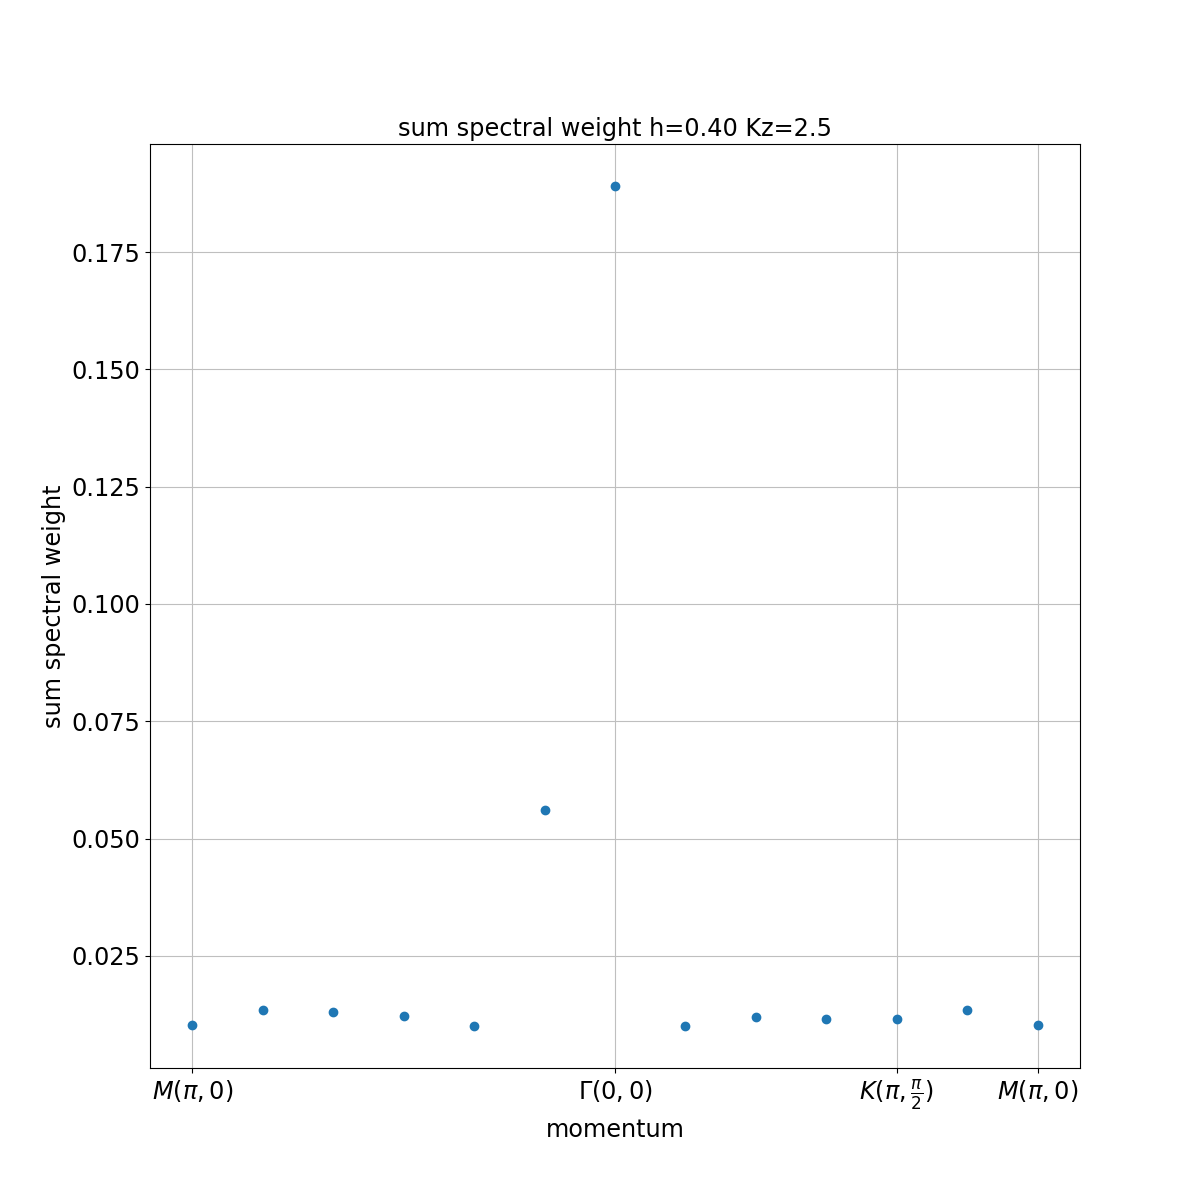 sum spectral weight h=0.40 Kz=2.5
sum spectral weight
0.175
0.150
0.125
0.100
0.075
0.050
0.025
M(π, 0)
Γ(0, 0)
K(π, π/2)
M(π, 0)
momentum